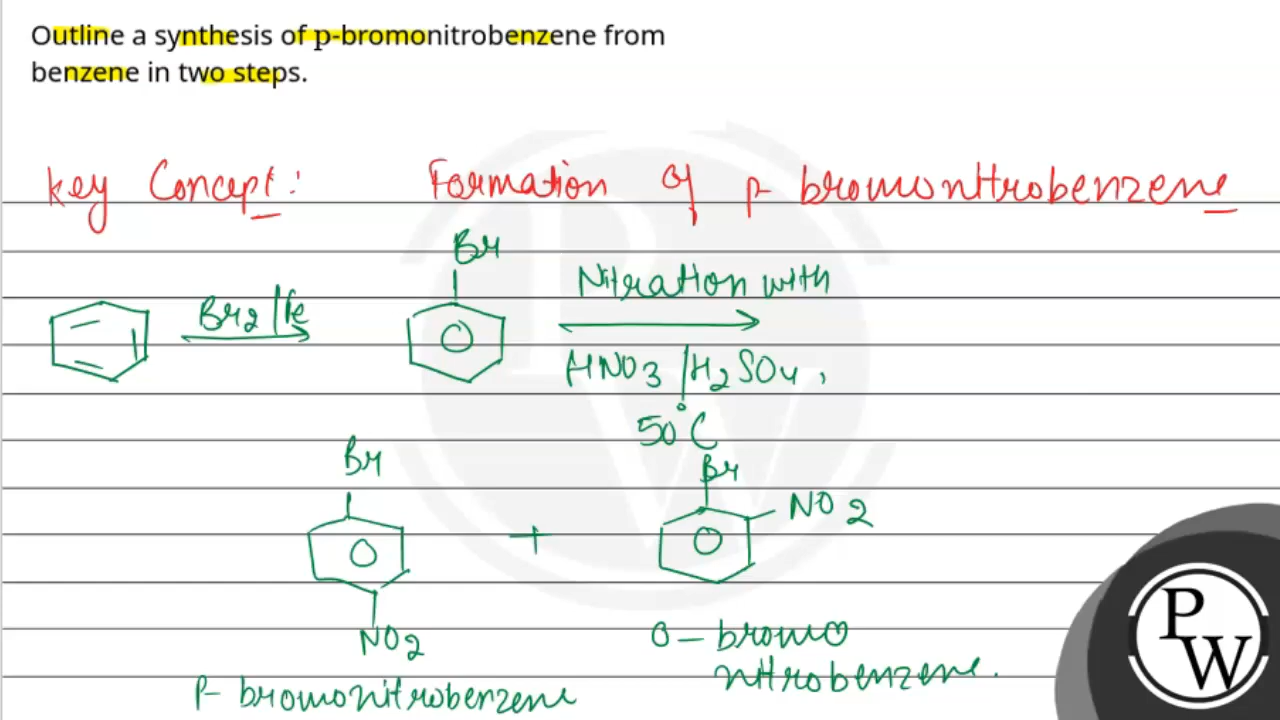 Outline a synthesis of p-bromonitrobenzene from
benzene in two steps.
Key Concept: Formation of p- bromonitrobenzene
Br
Br2/Fe
Nitration with
HNO3/H2SO4,
50°C
Br
+
Br
NO2
NO2
P- bromonitrobenzene
O- bromo
nitrobenzene.
PW